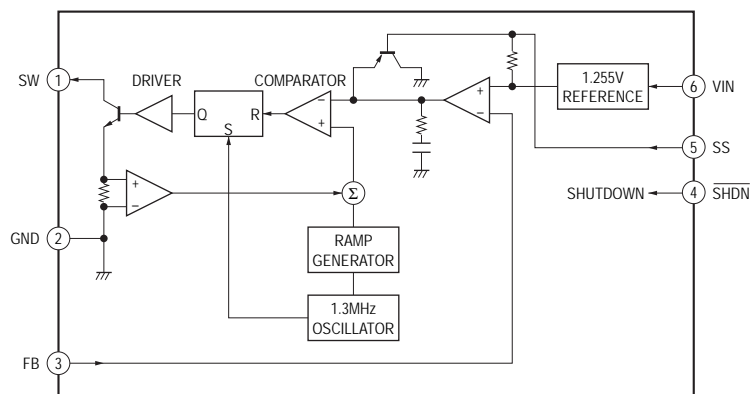 SW 1
DRIVER
COMPARATOR
Q
R
S
−
+
+
−
1.255V
REFERENCE
6 VIN
5 SS
SHUTDOWN
4 S̅H̅D̅N̅
+
−
Σ
GND 2
RAMP
GENERATOR
1.3MHz
OSCILLATOR
FB 3